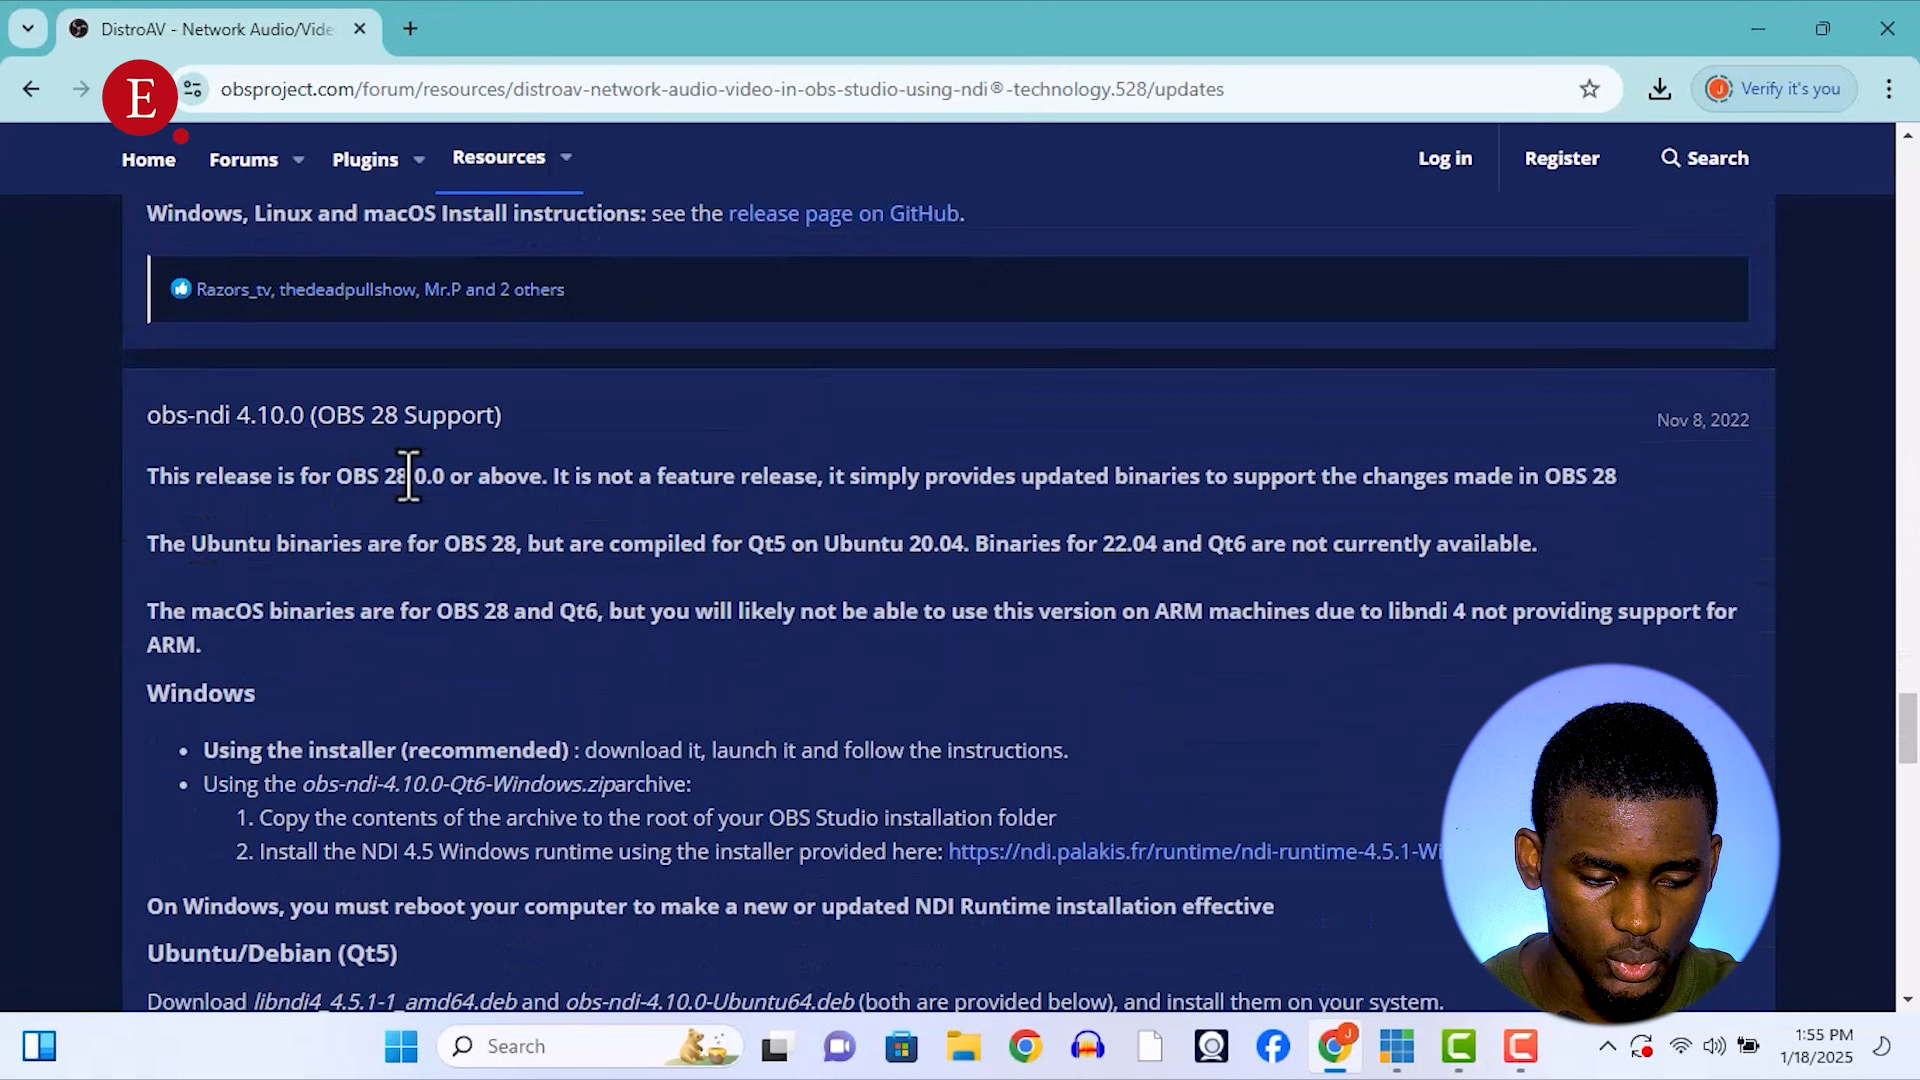 DistroAV - Network Audio/Vide
E
obsproject.com/forum/resources/distroav-network-audio-video-in-obs-studio-using-ndi®-technology.528/updates
J
Verify it's you
Home
Forums
Plugins
Resources
Log in
Register
Search
Windows, Linux and macOS Install instructions: see the release page on GitHub.
Razors_tv, thedeadpullshow, Mr.P and 2 others
obs-ndi 4.10.0 (OBS 28 Support)
Nov 8, 2022
This release is for OBS 28.0.0 or above. It is not a feature release, it simply provides updated binaries to support the changes made in OBS 28
The Ubuntu binaries are for OBS 28, but are compiled for Qt5 on Ubuntu 20.04. Binaries for 22.04 and Qt6 are not currently available.
The macOS binaries are for OBS 28 and Qt6, but you will likely not be able to use this version on ARM machines due to libndi 4 not providing support for
ARM.
Windows
• Using the installer (recommended) : download it, launch it and follow the instructions.
• Using the obs-ndi-4.10.0-Qt6-Windows.ziparchive:
1. Copy the contents of the archive to the root of your OBS Studio installation folder
2. Install the NDI 4.5 Windows runtime using the installer provided here: https://ndi.palakis.fr/runtime/ndi-runtime-4.5.1-Wi
On Windows, you must reboot your computer to make a new or updated NDI Runtime installation effective
Ubuntu/Debian (Qt5)
Download libndi4_4.5.1-1_amd64.deb and obs-ndi-4.10.0-Ubuntu64.deb (both are provided below), and install them on your system.
Search
J
1:55 PM
1/18/2025